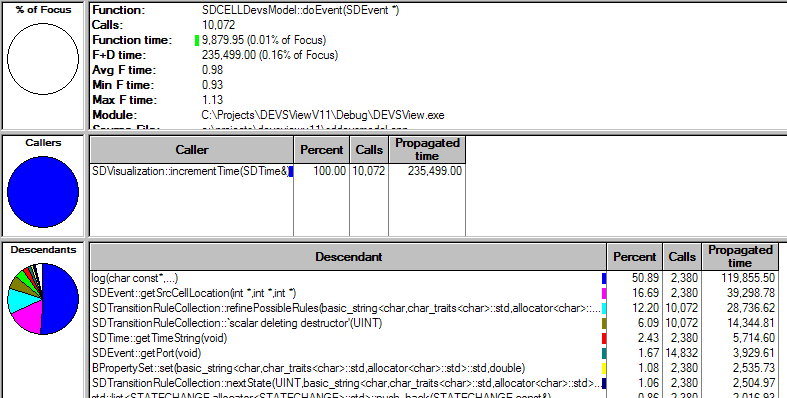 % of Focus
Function: SDCELLDevsModel::doEvent(SDEvent *)
Calls: 10,072
Function time: 9,879.95 (0.01% of Focus)
F+D time: 235,499.00 (0.16% of Focus)
Avg F time: 0.98
Min F time: 0.93
Max F time: 1.13
Module: C:\Projects\DEVSViewV11\Debug\DEVSView.exe
Callers
Caller Percent Calls Propagated time
SDVisualization::incrementTime(SDTime& 100.00 10,072 235,499.00
Descendants
Descendant Percent Calls Propagated time
log(char const*,...) 50.89 2,380 119,855.50
SDEvent::getSrcCellLocation(int *,int *,int *) 16.69 2,380 39,298.78
SDTransitionRuleCollection::refinePossibleRules(basic_string<char,char_traits<char>::std,allocator<char>::... 12.20 10,072 28,736.62
SDTransitionRuleCollection::`scalar deleting destructor'(UINT) 6.09 10,072 14,344.81
SDTime::getTimeString(void) 2.43 2,380 5,714.60
SDEvent::getPort(void) 1.67 14,832 3,929.61
BPropertySet::set(basic_string<char,char_traits<char>::std,allocator<char>::std>::std,double) 1.08 2,380 2,535.73
SDTransitionRuleCollection::nextState(UINT,basic_string<char,char_traits<char>::std,allocator<char>::std>... 1.06 2,380 2,504.97